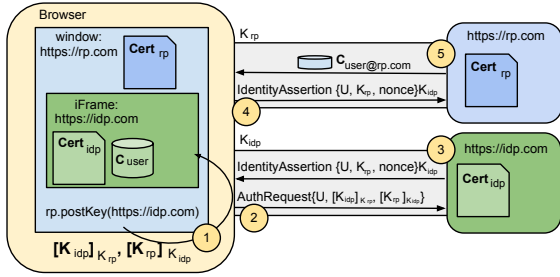 Browser
window:
https://rp.com
Cert rp
iFrame:
https://idp.com
Cert idp
C user
rp.postKey(https://idp.com)
1
[K idp] K rp, [K rp] K idp
K rp
C user@rp.com
5
IdentityAssertion {U, K rp, nonce}K idp
4
K idp
3
IdentityAssertion {U, K rp, nonce}K idp
AuthRequest{U, [K idp] K rp, [K rp] K idp}
2
https://rp.com
Cert rp
https://idp.com
Cert idp